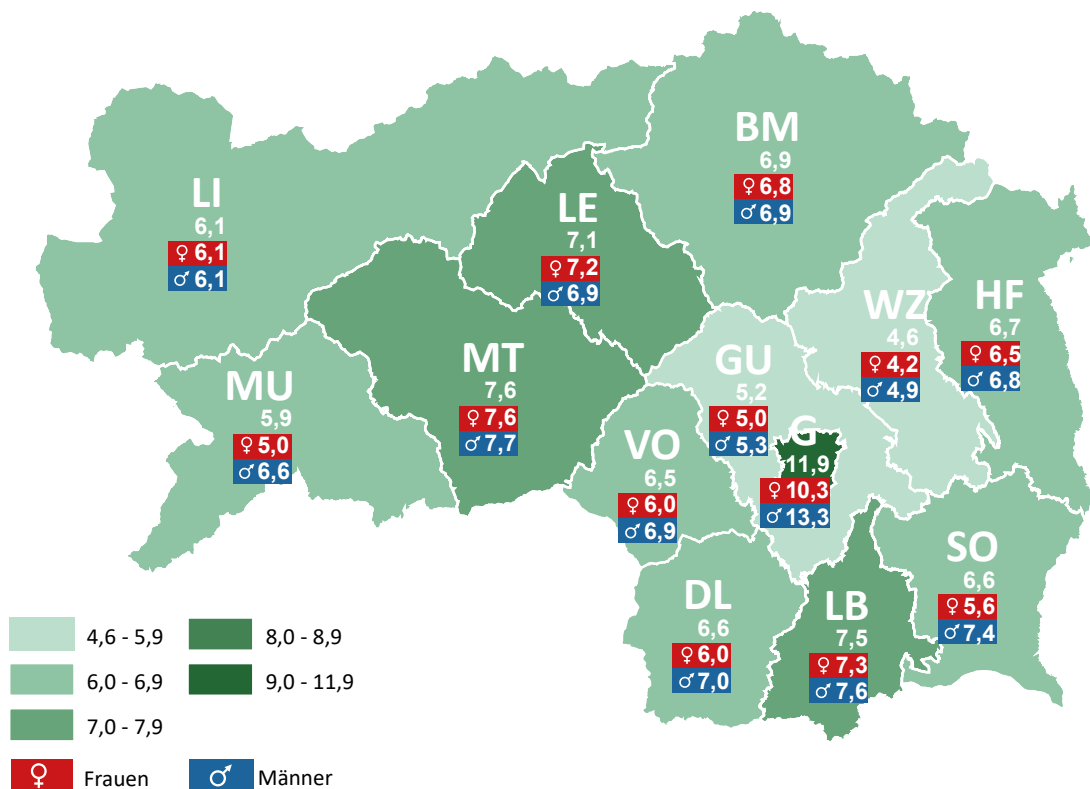 BM
6,9
♀ 6,8
♂ 6,9
LI
6,1
♀ 6,1
♂ 6,1
LE
7,1
♀ 7,2
♂ 6,9
WZ
4,6
♀ 4,2
♂ 4,9
HF
6,7
♀ 6,5
♂ 6,8
MT
7,6
♀ 7,6
♂ 7,7
GU
5,2
♀ 5,0
♂ 5,3
MU
5,9
♀ 5,0
♂ 6,6
G
11,9
♀ 10,3
♂ 13,3
VO
6,5
♀ 6,0
♂ 6,9
SO
6,6
♀ 5,6
♂ 7,4
DL
6,6
♀ 6,0
♂ 7,0
LB
7,5
♀ 7,3
♂ 7,6
4,6 - 5,9
6,0 - 6,9
7,0 - 7,9
8,0 - 8,9
9,0 - 11,9
♀ Frauen
♂ Männer